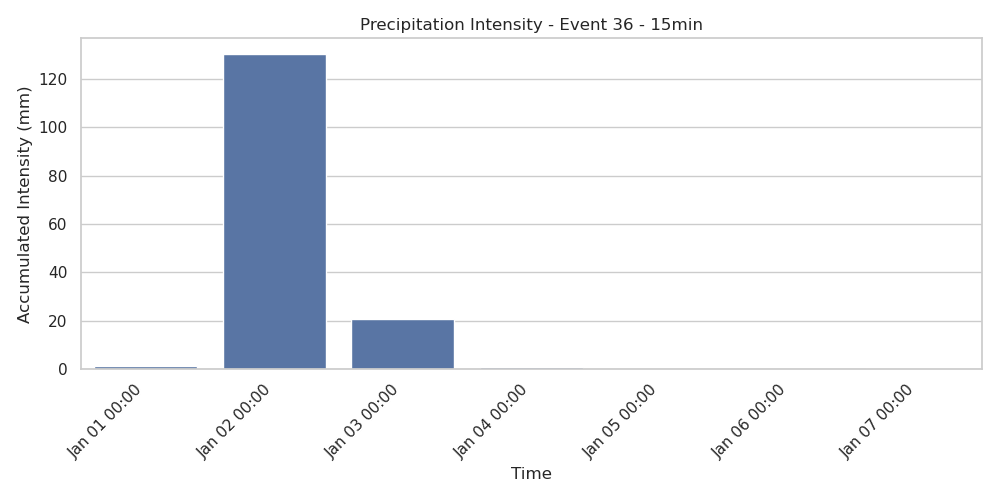 Precipitation Intensity - Event 36 - 15min
Accumulated Intensity (mm)
120
100
80
60
40
20
0
Jan 01 00:00
Jan 02 00:00
Jan 03 00:00
Jan 04 00:00
Jan 05 00:00
Jan 06 00:00
Jan 07 00:00
Time